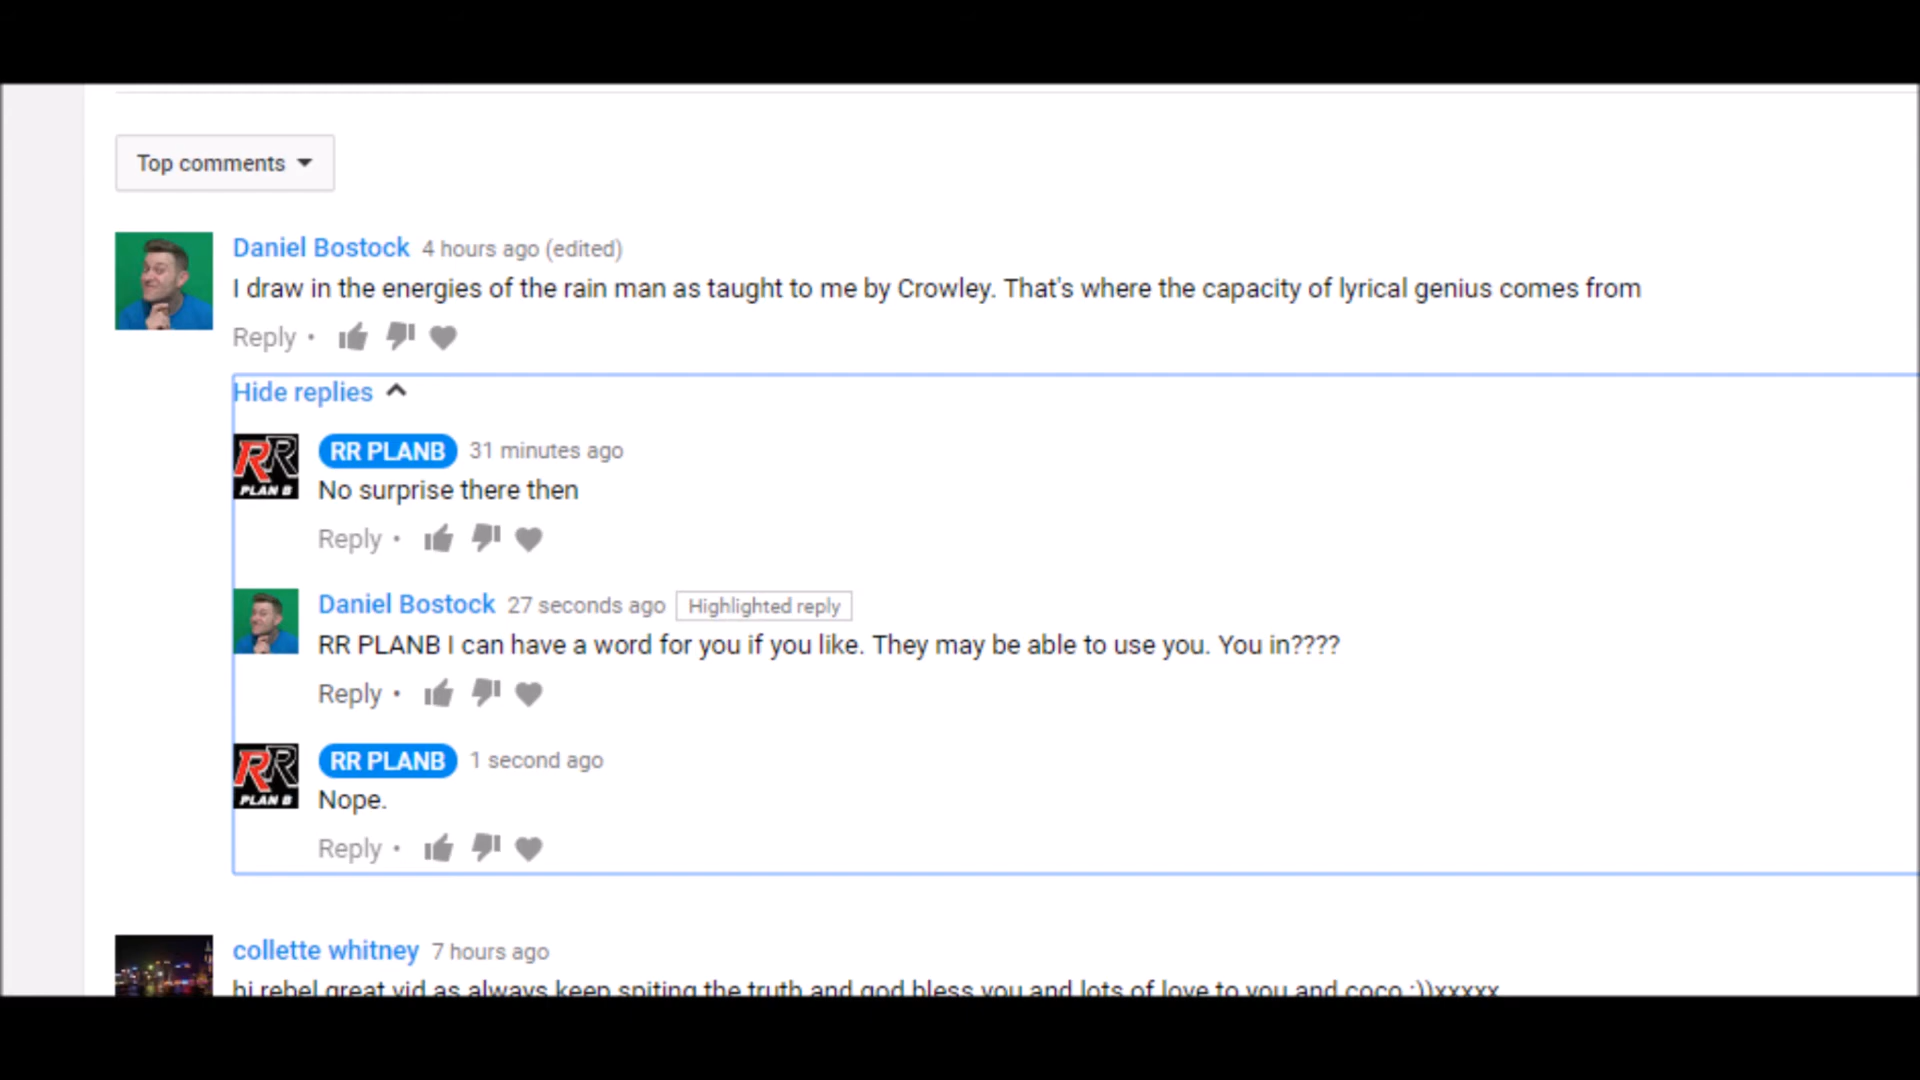 Top comments
Daniel Bostock 4 hours ago (edited)
I draw in the energies of the rain man as taught to me by Crowley. That's where the capacity of lyrical genius comes from
Reply •
Hide replies
RR PLAN B
RR PLANB 31 minutes ago
No surprise there then
Reply •
Daniel Bostock 27 seconds ago Highlighted reply
RR PLANB I can have a word for you if you like. They may be able to use you. You in????
Reply •
RR PLAN B
RR PLANB 1 second ago
Nope.
Reply •
collette whitney 7 hours ago
hi rebel great vid as always keep spiting the truth and god bless you and lots of love to you and coco :))xxxxx